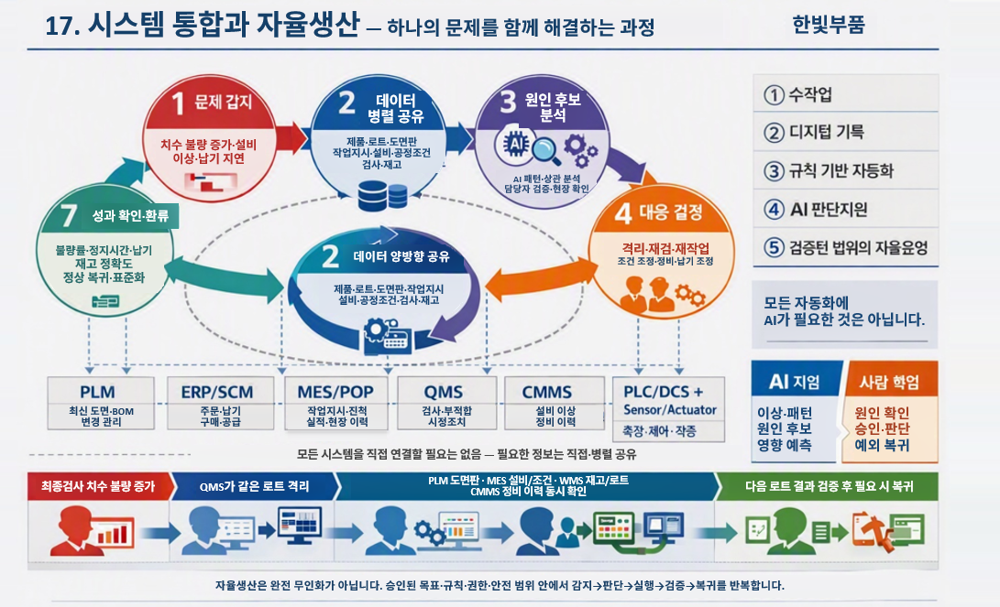 17. 시스템 통합과 자율생산 — 하나의 문제를 함께 해결하는 과정
한빛부품
1 문제 감지
치수 불량 증가·설비
이상·납기 지연
2 데이터
병렬 공유
제품·로트·도면판
작업지시·설비·공정조건
검사·재고
3 원인 후보
분석
AI
AI 패턴·상관 분석
담당자 검증·현장 확인
4 대응 결정
격리·재검·재작업
조건 조정·정비·납기 조정
7 성과 확인·환류
불량률·정지시간·납기
재고 정확도
정상 복귀·표준화
2 데이터 양방향 공유
제품·로트·도면판·작업지시
설비·공정조건·검사·재고
① 수작업
② 디지텁 기록
③ 규칙 기반 자등화
④ AI 판단지원
⑤ 검증턴 법위의 자율윤엉
모든 자동화에
AI가 필요한 것은 아닙니다.
AI 지엄
이상·패턴
원인 후보
영향 예측
사람 학업
원인 확인
승인·판단
예외 복귀
PLM
최신 도면·BOM
변경 관리
ERP/SCM
주문·납기
구매·공급
MES/POP
작업지시·진척
실적·현장 이력
QMS
검사·부적합
시정조치
CMMS
설비 이상
정비 이력
PLC/DCS +
Sensor/Actuator
축장·제어·작증
모든 시스템을 직접 연결할 필요는 없음 — 필요한 정보는 직접·병렬 공유
최종검사 치수 불량 증가
QMS가 같은 로트 격리
PLM 도면판 · MES 설비/조건 · WMS 재고/로트
CMMS 정비 이력 동시 확인
다음 로트 결과 검증 후 필요 시 복귀
자율생산은 완전 무인화가 아닙니다. 승인된 목표·규칙·권한·안전 범위 안에서 감지→판단→실행→검증→복귀를 반복합니다.